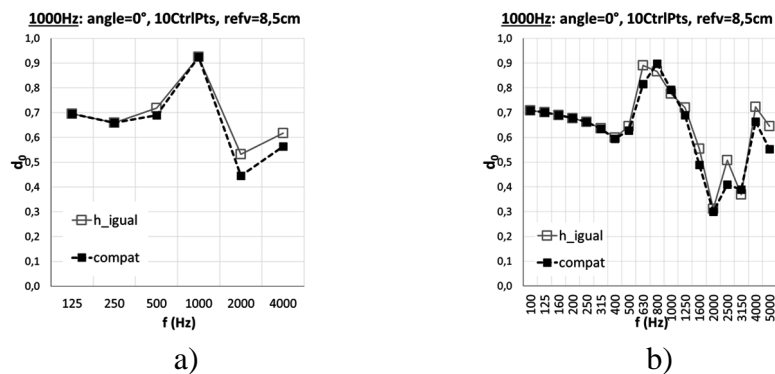 1000Hz: angle=0°, 10CtrlPts, refv=8,5cm
1,0
0,9
0,8
0,7
0,6
0,5
0,4
0,3
0,2
0,1
0,0
d_θ
h_igual
compat
125 250 500 1000 2000 4000
f (Hz)
a)
1000Hz: angle=0°, 10CtrlPts, refv=8,5cm
1,0
0,9
0,8
0,7
0,6
0,5
0,4
0,3
0,2
0,1
0,0
d_θ
h_igual
compat
100 125 160 200 250 315 400 500 630 800 1000 1250 1600 2000 2500 3150 4000 5000
f (Hz)
b)